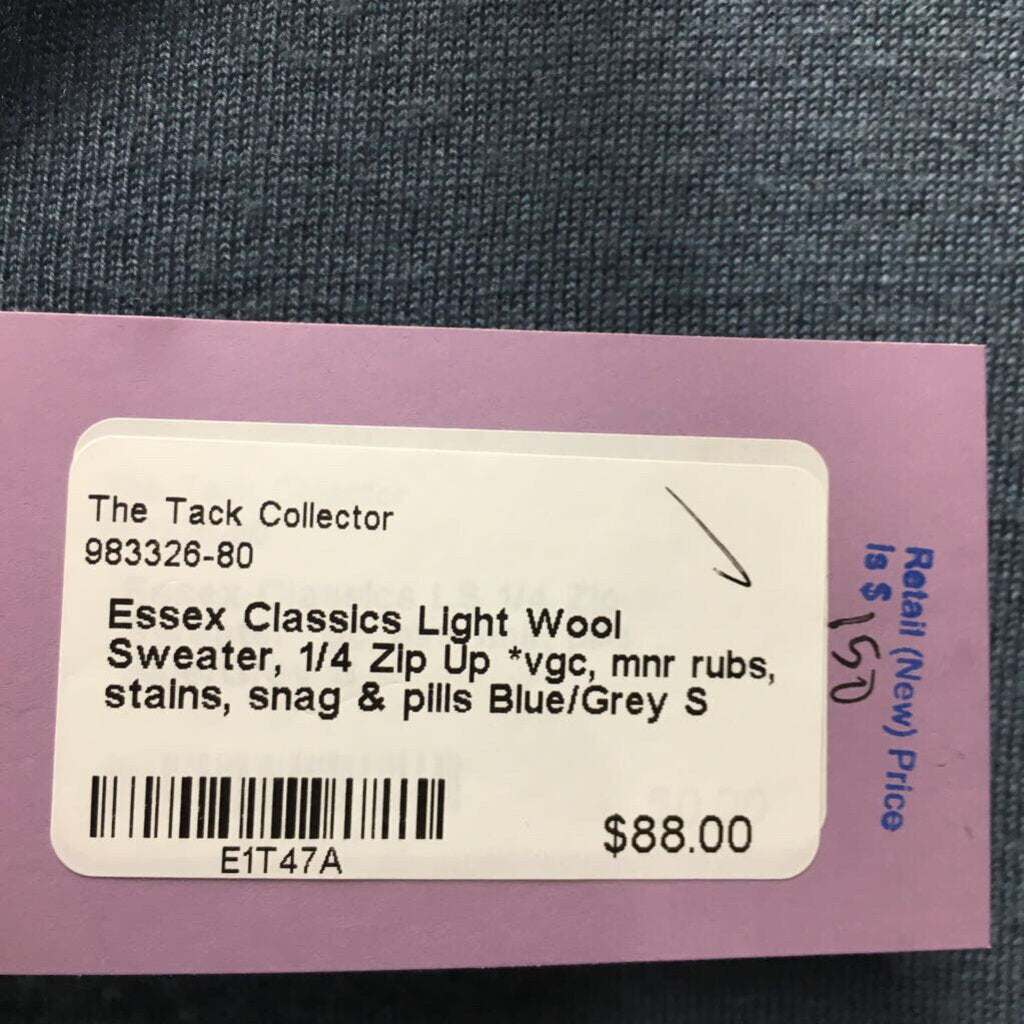 The Tack Collector
983326-80
Essex Classics Light Wool
Sweater, 1/4 Zip Up *vgc, mnr rubs,
stains, snag & pills Blue/Grey S
E1T47A
$88.00
Retail (New) Price
Is $ 150